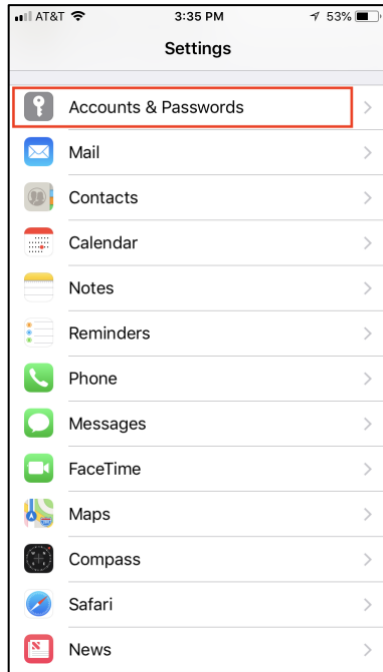 AT&T 3:35 PM 53%
Settings
Accounts & Passwords
Mail
Contacts
Calendar
Notes
Reminders
Phone
Messages
FaceTime
Maps
Compass
Safari
News